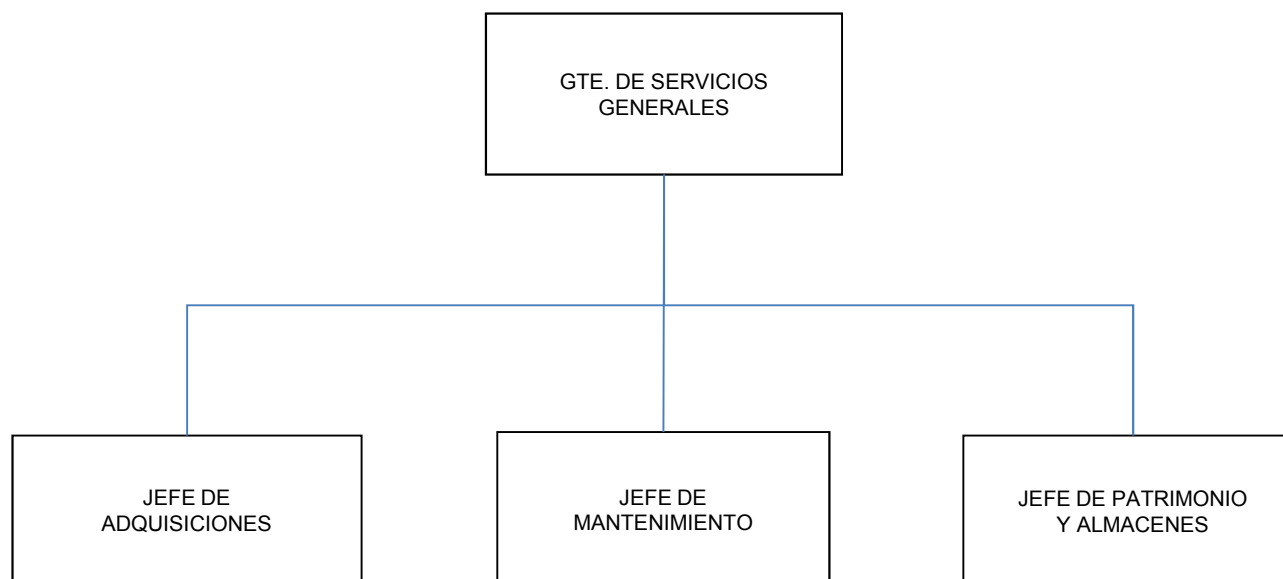 GTE. DE SERVICIOS
GENERALES
JEFE DE
ADQUISICIONES
JEFE DE
MANTENIMIENTO
JEFE DE PATRIMONIO
Y ALMACENES